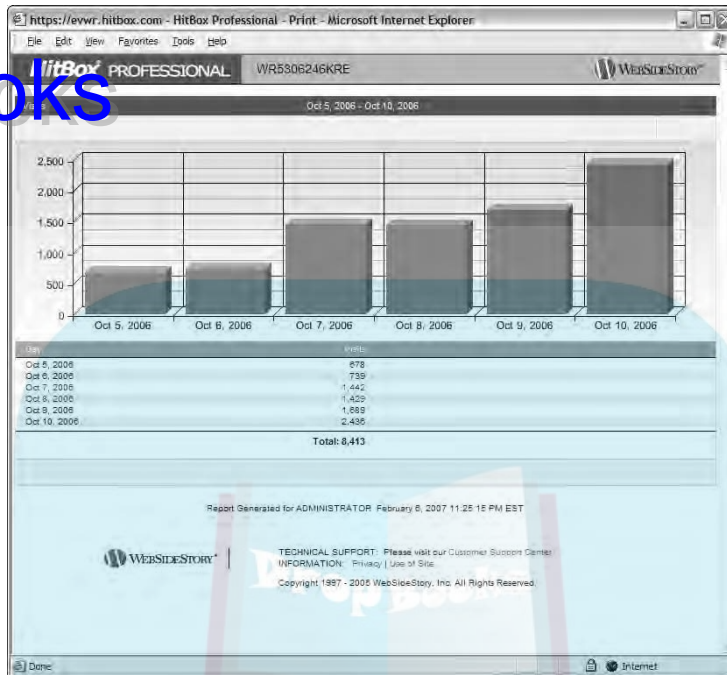 https://evwr.hitbox.com - HitBox Professional - Print - Microsoft Internet Explorer
File Edit View Favorites Tools Help
HitBox PROFESSIONAL WR5306246KRE WEBSIDESTORY
ooks
Oct 5, 2006 - Oct 10, 2006
2,500
2,000
1,500
1,000
500
0
Oct 5, 2006 Oct 6, 2006 Oct 7, 2006 Oct 8, 2006 Oct 9, 2006 Oct 10, 2006
Day Visits
Oct 5, 2006 678
Oct 6, 2006 739
Oct 7, 2006 1,442
Oct 8, 2006 1,429
Oct 9, 2006 1,689
Oct 10, 2006 2,436
Total: 8,413
Report Generated for ADMINISTRATOR February 6, 2007 11:25:15 PM EST
WEBSIDESTORY
TECHNICAL SUPPORT: Please visit our Customer Support Center
INFORMATION: Privacy | Use of Site
Copyright 1997 - 2006 WebSideStory, Inc. All Rights Reserved.
Drop Books
Done Internet